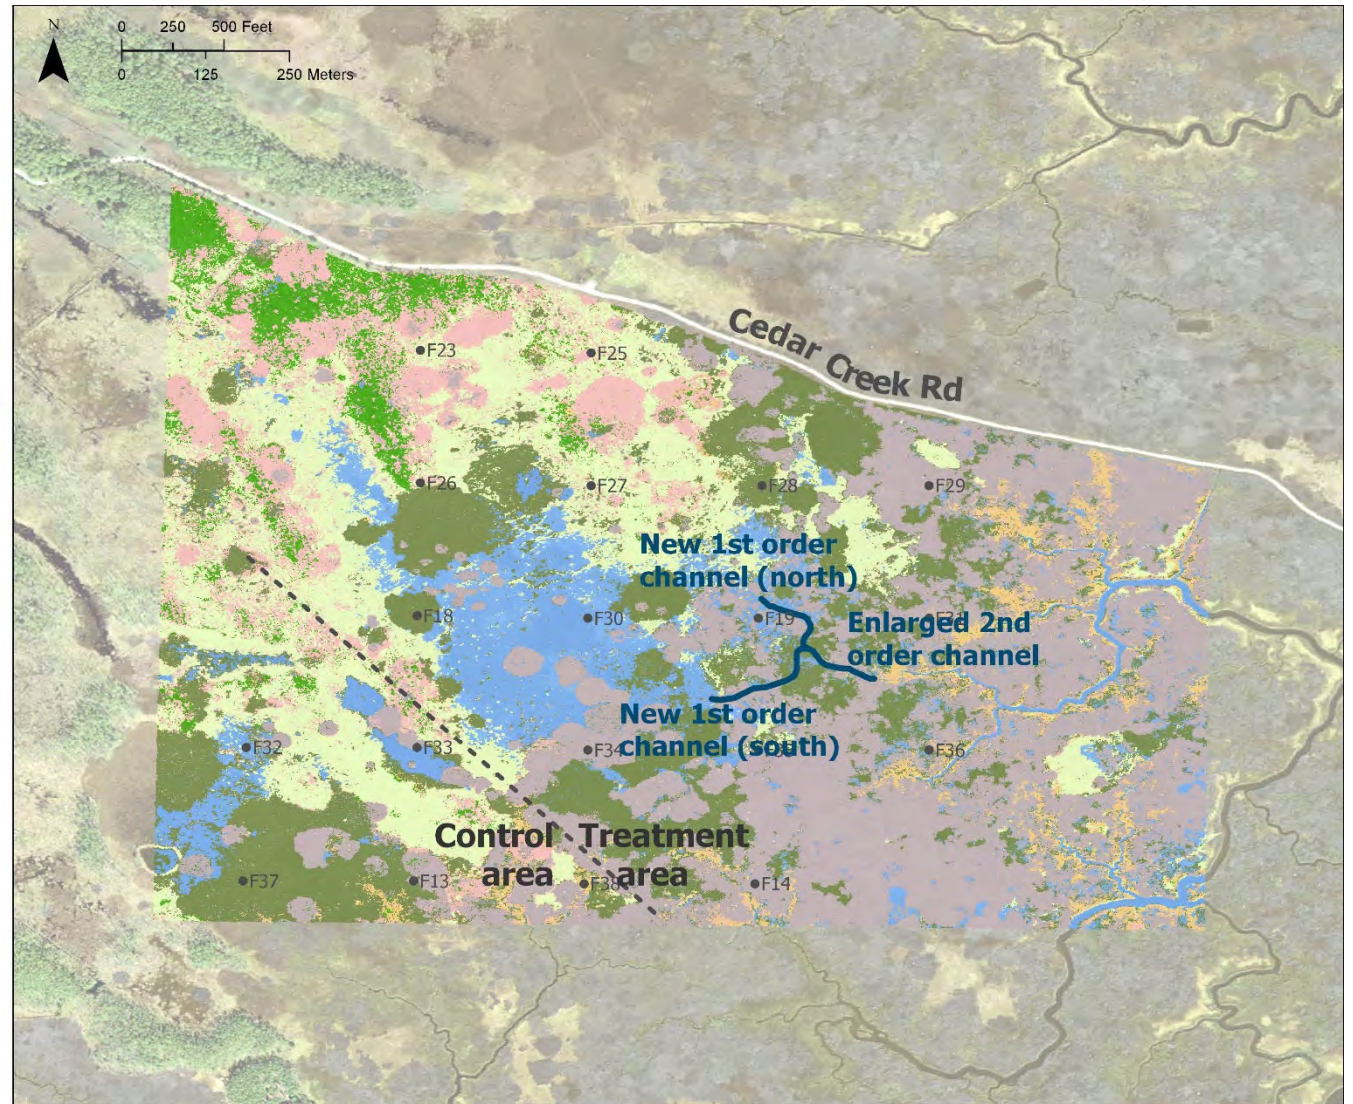 N
0 250 500 Feet
0 125 250 Meters
Cedar Creek Rd
F23
F25
F26
F27
F28
F29
New 1st order
channel (north)
F18
F30
F19
Enlarged 2nd
order channel
New 1st order
channel (south)
F32
F33
F34
F36
Control
area
Treatment
area
F37
F13
F38
F14